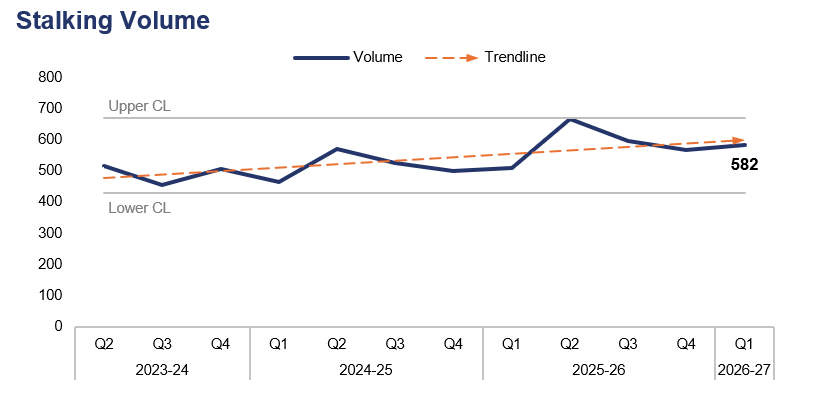 Stalking Volume
Volume Trendline
800
700
600
500
400
300
200
100
0
Upper CL
Lower CL
582
Q2 Q3 Q4 Q1 Q2 Q3 Q4 Q1 Q2 Q3 Q4 Q1
2023-24 2024-25 2025-26 2026-27